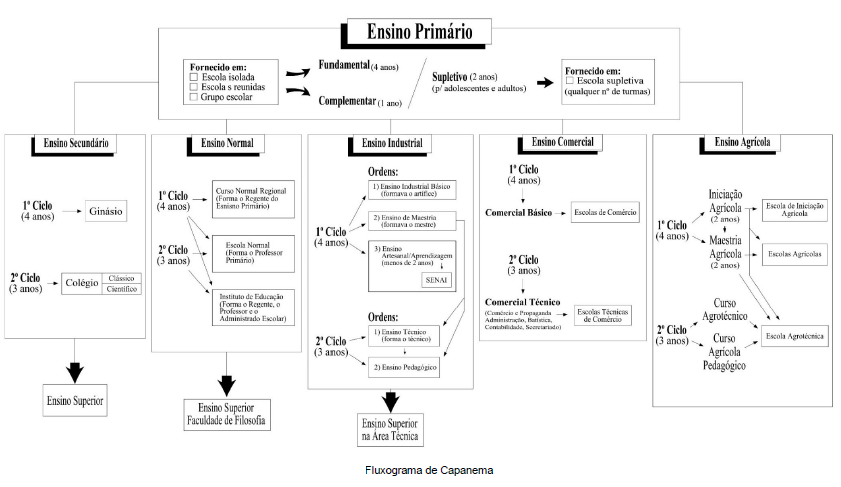 Ensino Primário
Fornecido em:
Escola isolada
Escola s reunidas
Grupo escolar
Fundamental (4 anos)
Complementar (1 ano)
Supletivo (2 anos)
(p/ adolescentes e adultos)
Fornecido em:
Escola supletiva
(qualquer nº de turmas)
Ensino Secundário
1º Ciclo
(4 anos)
Ginásio
2º Ciclo
(3 anos)
Colégio
Clássico
Científico
Ensino Superior
Ensino Normal
1º Ciclo
(4 anos)
Curso Normal Regional
(Forma o Regente do
Esnisno Primário)
2º Ciclo
(3 anos)
Escola Normal
(Forma o Professor
Primário)
Instituto de Educação
(Forma o Regente, o
Professor e o
Administrado Escolar)
Ensino Superior
Faculdade de Filosofia
Ensino Industrial
Ordens:
1) Ensino Industrial Básico
(formava o artífice)
1º Ciclo
(4 anos)
2) Ensino de Maestria
(formava o mestre)
3) Ensino
Artesanal/Aprendizagem
(menos de 2 anos)
SENAI
Ordens:
2º Ciclo
(3 anos)
1) Ensino Técnico
(forma o técnico)
2) Ensino Pedagógico
Ensino Superior
na Área Técnica
Ensino Comercial
1º Ciclo
(4 anos)
Comercial Básico
Escolas de Comércio
2º Ciclo
(3 anos)
Comercial Técnico
(Comércio e Propaganda
Administração, Batística,
Contabilidade, Secretariado)
Escolas Técnicas
de Comércio
Ensino Agrícola
1º Ciclo
(4 anos)
Iniciação
Agrícola
(2 anos)
Escola de Iniciação
Agrícola
Maestria
Agrícola
(2 anos)
Escolas Agrícolas
2º Ciclo
(3 anos)
Curso
Agrotécnico
Curso
Agrícola
Pedagógico
Escola Agrotécnica
Fluxograma de Capanema